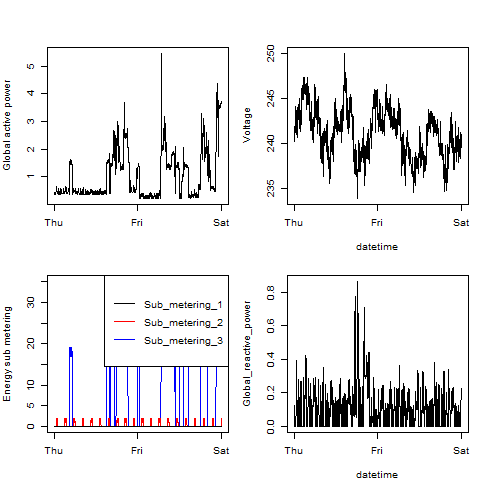 Global active power
5
4
3
2
1
Thu
Fri
Sat
Voltage
250
245
240
235
Thu
Fri
Sat
datetime
Energy sub metering
30
20
10
5
0
Sub_metering_1
Sub_metering_2
Sub_metering_3
Thu
Fri
Sat
Global_reactive_power
0.8
0.6
0.4
0.2
0.0
Thu
Fri
Sat
datetime